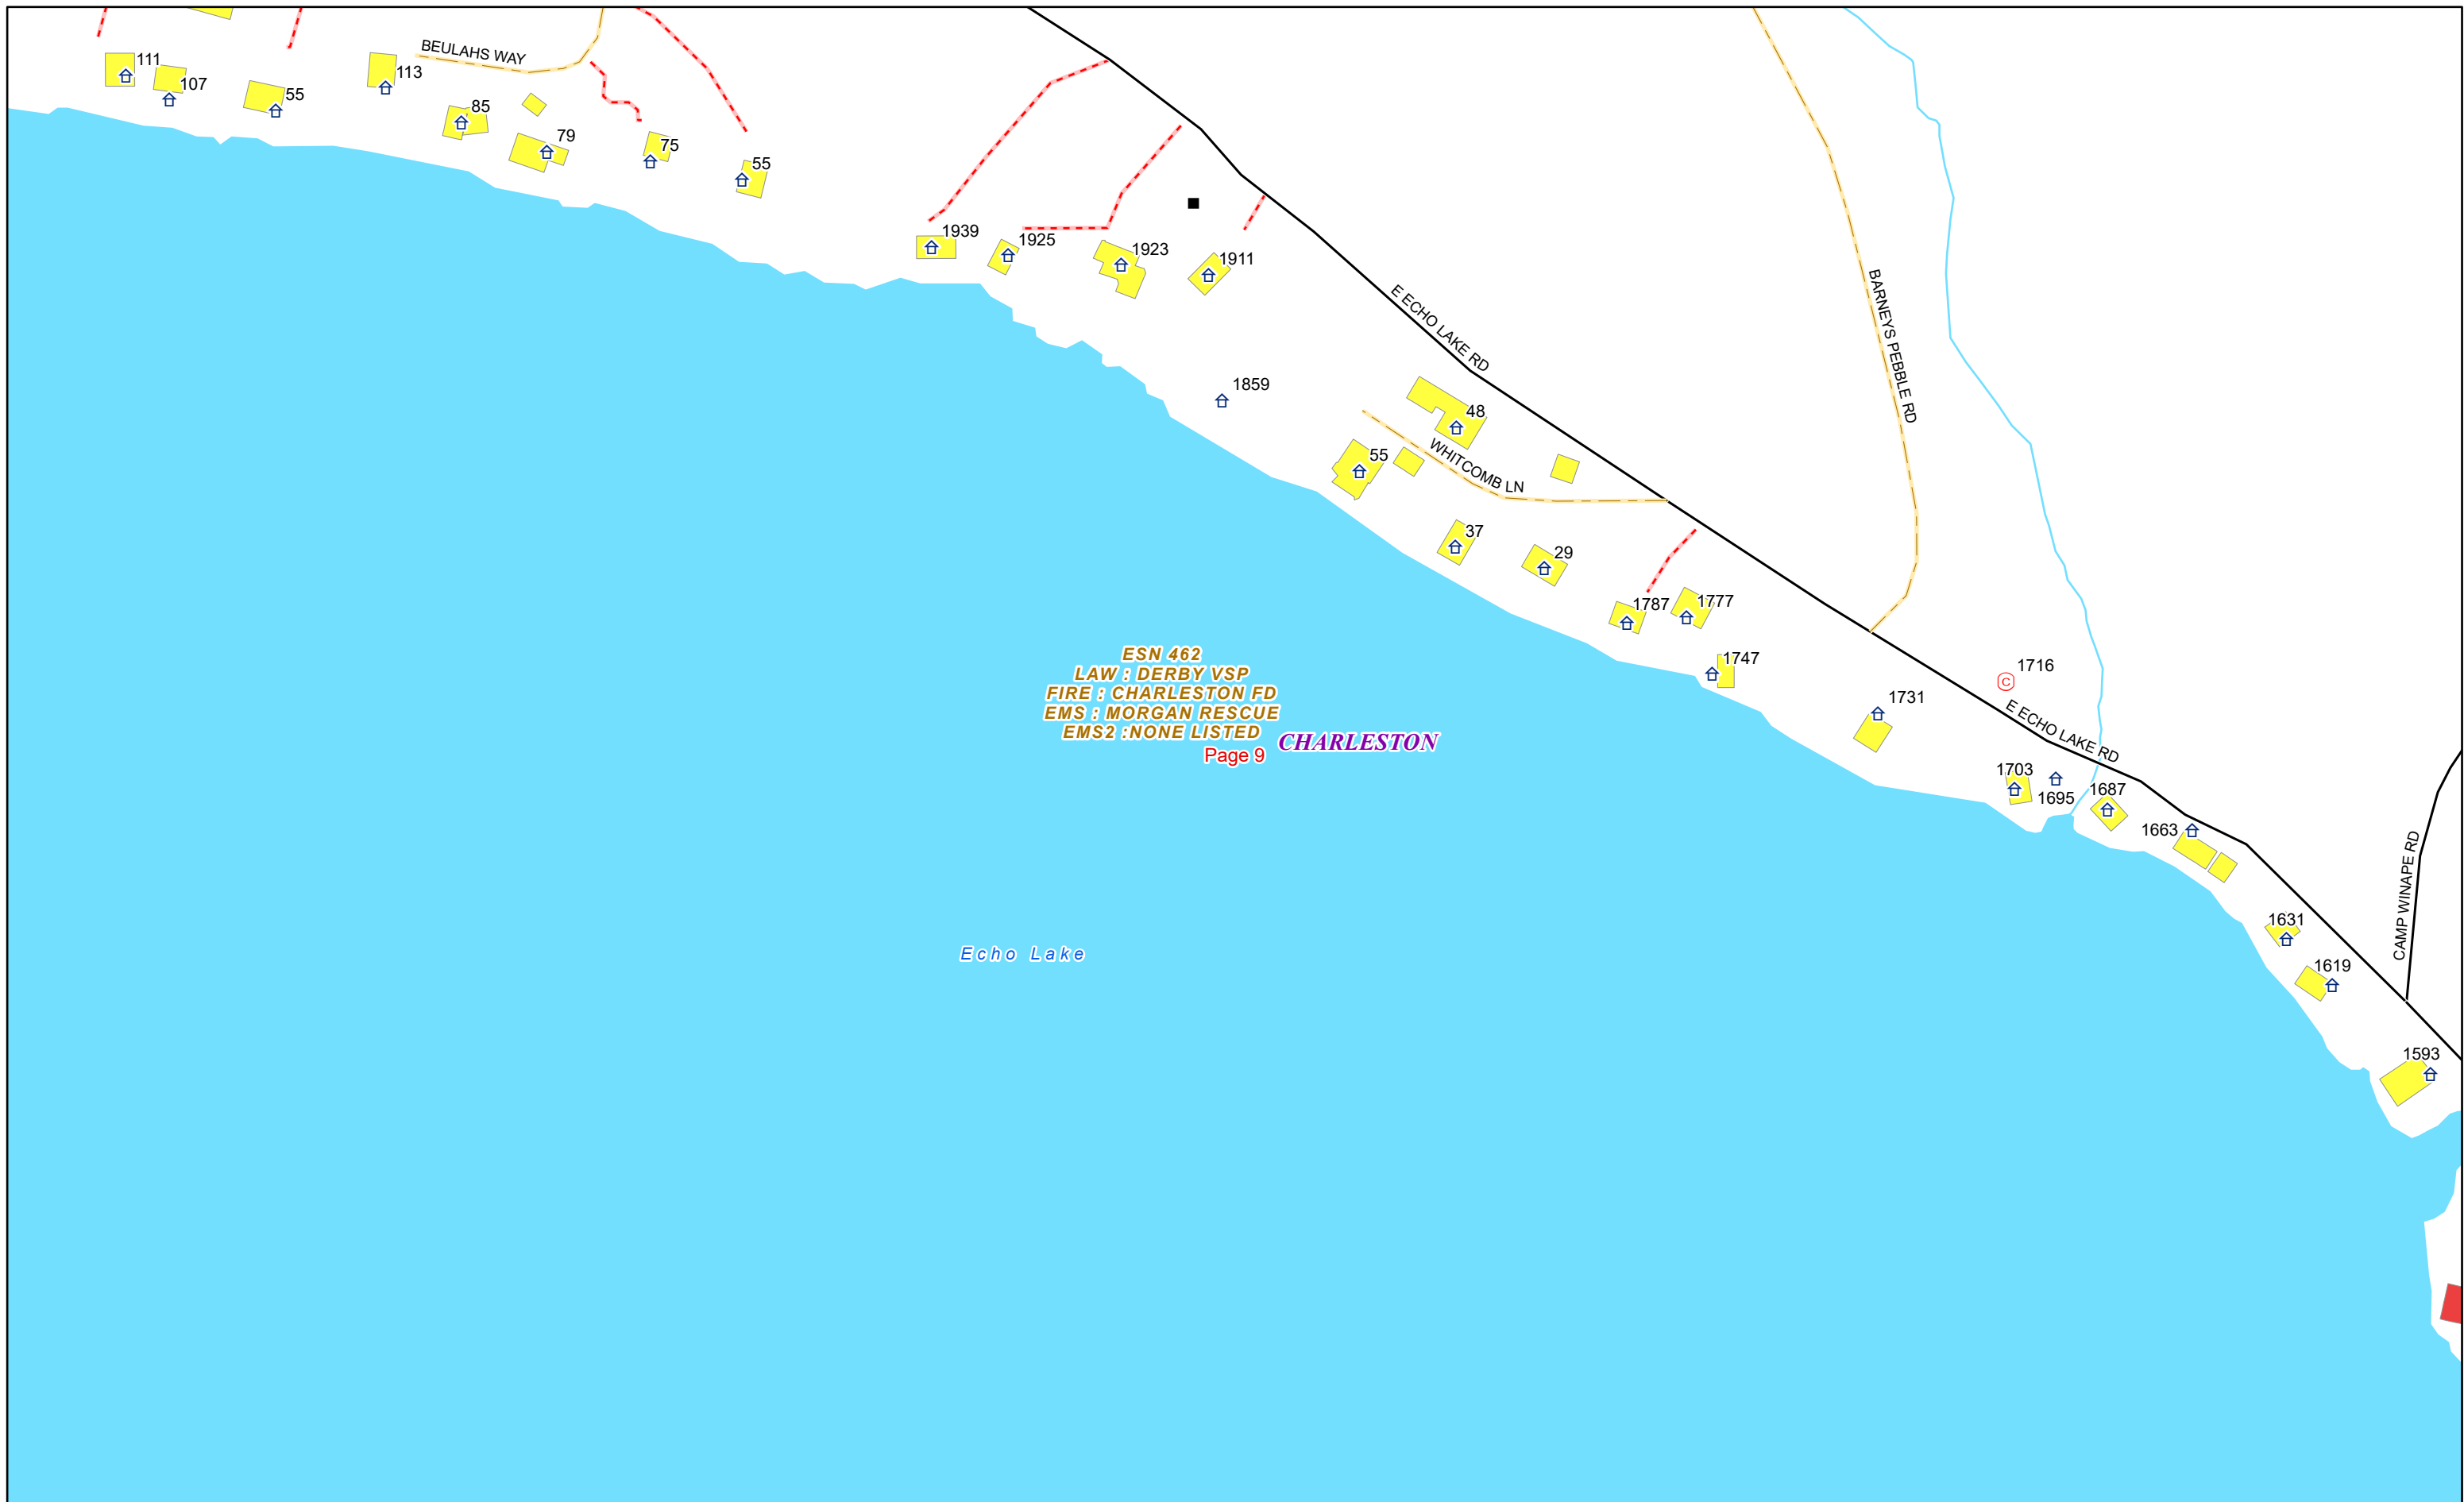 BEULAHS WAY
111
107
55
113
85
79
75
55
1939
1925
1923
1911
E ECHO LAKE RD
BARNEYS PEBBLE RD
1859
48
WHITCOMB LN
55
37
29
1787
1777
1747
1716
C
1731
E ECHO LAKE RD
ESN 462
LAW : DERBY VSP
FIRE : CHARLESTON FD
EMS : MORGAN RESCUE
EMS2 :NONE LISTED
CHARLESTON
Page 9
1703
1695
1687
1663
CAMP WINAPE RD
1631
1619
Echo Lake
1593